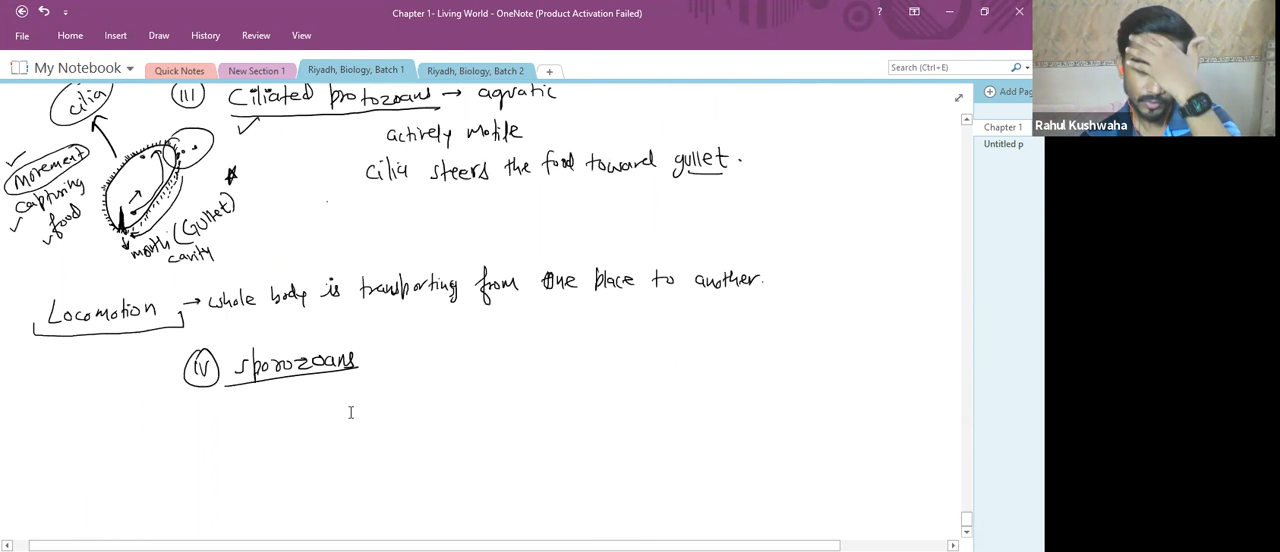 Chapter 1- Living World - OneNote (Product Activation Failed)
?
File Home Insert Draw History Review View
My Notebook
Quick Notes New Section 1 Riyadh, Biology, Batch 1 Riyadh, Biology, Batch 2 +
Search (Ctrl+E)
Add Pag
Chapter 1
Untitled p
Rahul Kushwaha
cilia
(iii) Ciliated protozoans → aquatic
actively motile
cilia steers the food toward gullet.
Movement
capturing
food
mouth (Gullet)
cavity
Locomotion → whole body is transporting from one place to another.
(iv) sporozoans